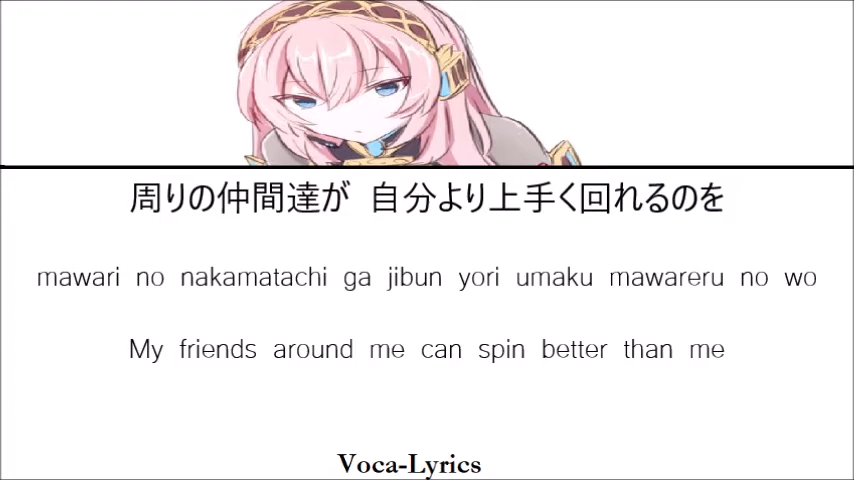 周りの仲間達が 自分より上手く回れるのを
mawari no nakamatachi ga jibun yori umaku mawareru no wo
My friends around me can spin better than me
Voca-Lyrics